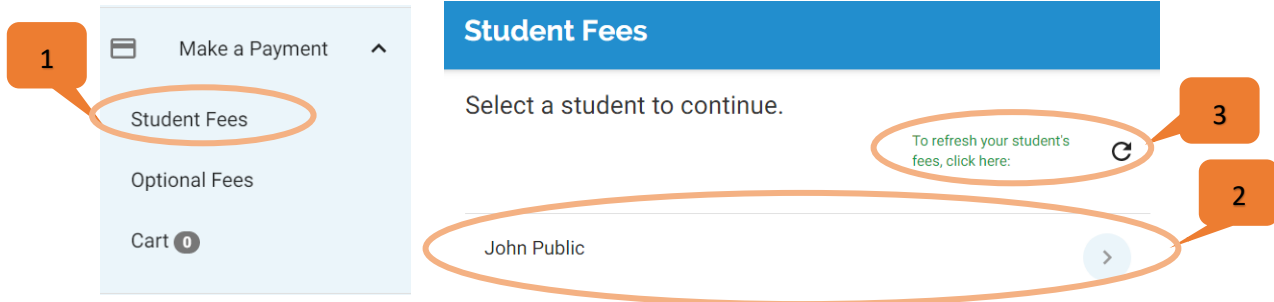 1
Make a Payment
Student Fees
Optional Fees
Cart 0
Student Fees
Select a student to continue.
3
To refresh your student's
fees, click here:
2
John Public